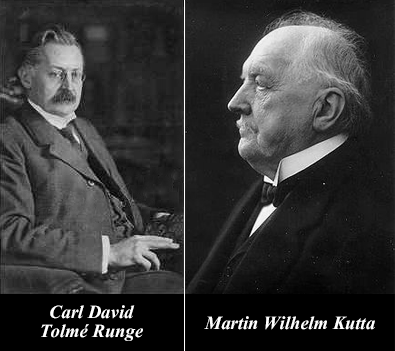 Carl David
Tolmé Runge
Martin Wilhelm Kutta